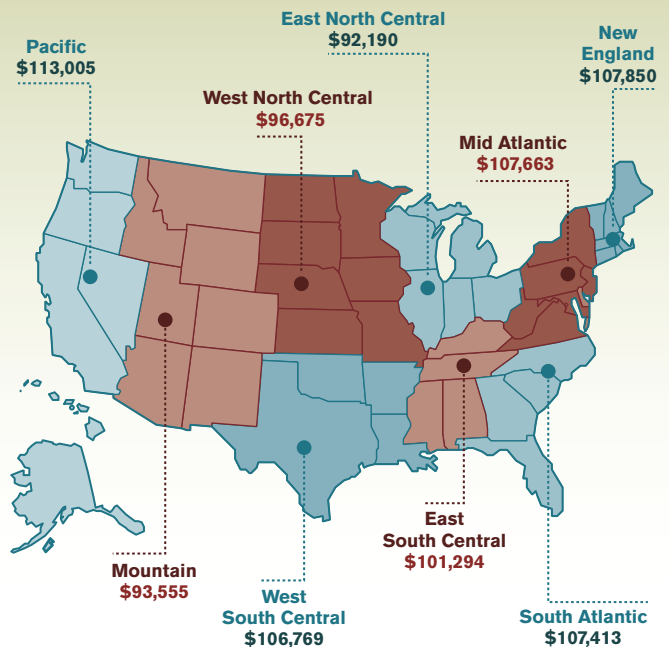 East North Central
$92,190
New
England
$107,850
Pacific
$113,005
West North Central
$96,675
Mid Atlantic
$107,663
East
South Central
$101,294
Mountain
$93,555
West
South Central
$106,769
South Atlantic
$107,413